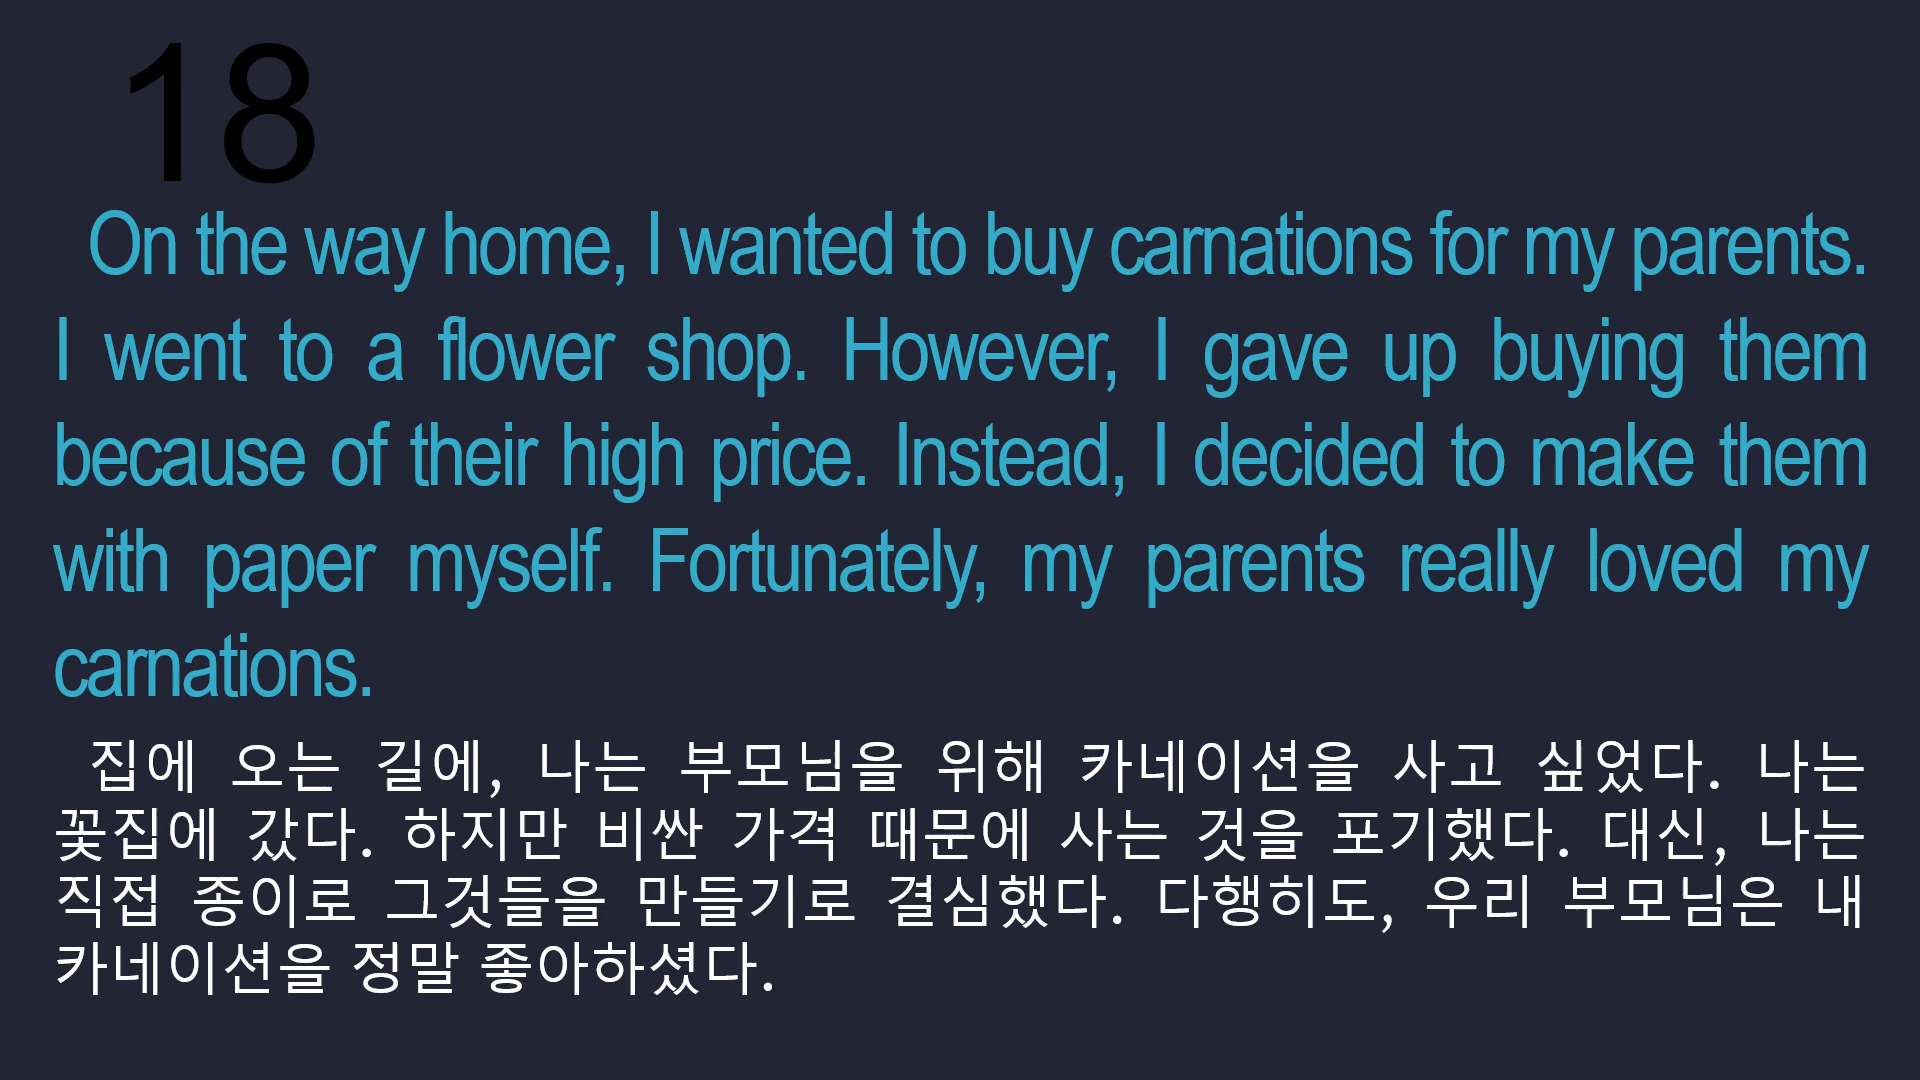 18
On the way home, I wanted to buy carnations for my parents.
I went to a flower shop. However, I gave up buying them
because of their high price. Instead, I decided to make them
with paper myself. Fortunately, my parents really loved my
carnations.
집에 오는 길에, 나는 부모님을 위해 카네이션을 사고 싶었다. 나는
꽃집에 갔다. 하지만 비싼 가격 때문에 사는 것을 포기했다. 대신, 나는
직접 종이로 그것들을 만들기로 결심했다. 다행히도, 우리 부모님은 내
카네이션을 정말 좋아하셨다.